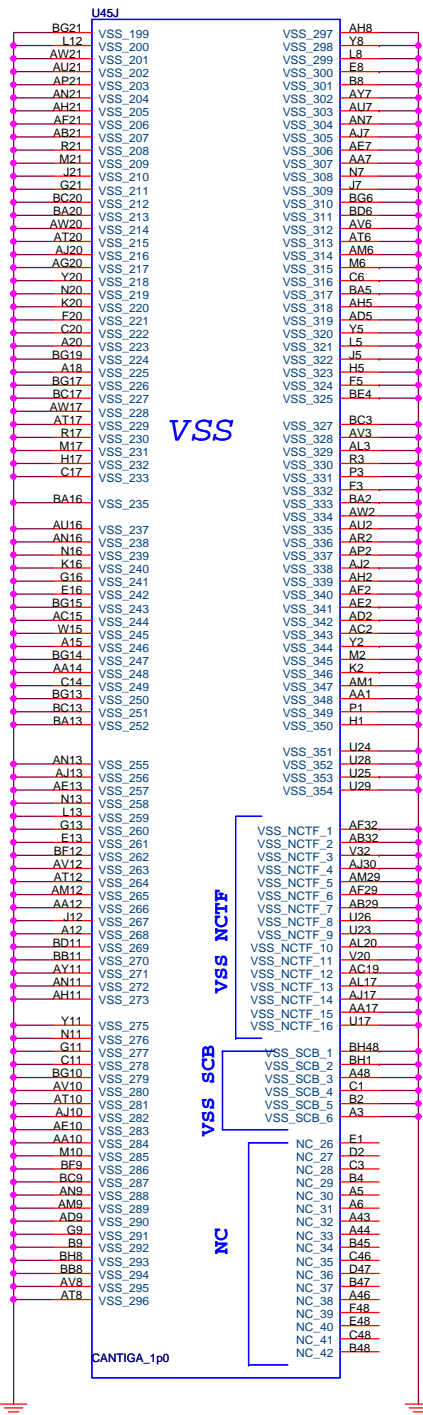 U45J
BG21 VSS_199
L12 VSS_200
AW21 VSS_201
AU21 VSS_202
AP21 VSS_203
AN21 VSS_204
AH21 VSS_205
AF21 VSS_206
AB21 VSS_207
R21 VSS_208
M21 VSS_209
J21 VSS_210
G21 VSS_211
BC20 VSS_212
BA20 VSS_213
AW20 VSS_214
AT20 VSS_215
AJ20 VSS_216
AG20 VSS_217
Y20 VSS_218
N20 VSS_219
K20 VSS_220
F20 VSS_221
C20 VSS_222
A20 VSS_223
BG19 VSS_224
A18 VSS_225
BG17 VSS_226
BC17 VSS_227
AW17 VSS_228
AT17 VSS_229
R17 VSS_230
M17 VSS_231
H17 VSS_232
C17 VSS_233
BA16 VSS_235
AU16 VSS_237
AN16 VSS_238
N16 VSS_239
K16 VSS_240
G16 VSS_241
E16 VSS_242
BG15 VSS_243
AC15 VSS_244
W15 VSS_245
A15 VSS_246
BG14 VSS_247
AA14 VSS_248
C14 VSS_249
BG13 VSS_250
BC13 VSS_251
BA13 VSS_252
AN13 VSS_255
AJ13 VSS_256
AE13 VSS_257
N13 VSS_258
L13 VSS_259
G13 VSS_260
E13 VSS_261
BF12 VSS_262
AV12 VSS_263
AT12 VSS_264
AM12 VSS_265
AA12 VSS_266
J12 VSS_267
A12 VSS_268
BD11 VSS_269
BB11 VSS_270
AY11 VSS_271
AN11 VSS_272
AH11 VSS_273
Y11 VSS_275
N11 VSS_276
G11 VSS_277
C11 VSS_278
BG10 VSS_279
AV10 VSS_280
AT10 VSS_281
AJ10 VSS_282
AE10 VSS_283
AA10 VSS_284
M10 VSS_285
BF9 VSS_286
BC9 VSS_287
AN9 VSS_288
AM9 VSS_289
AD9 VSS_290
G9 VSS_291
B9 VSS_292
BH8 VSS_293
BB8 VSS_294
AV8 VSS_295
AT8 VSS_296
VSS
VSS_297 AH8
VSS_298 Y8
VSS_299 L8
VSS_300 E8
VSS_301 B8
VSS_302 AY7
VSS_303 AU7
VSS_304 AN7
VSS_305 AJ7
VSS_306 AE7
VSS_307 AA7
VSS_308 N7
VSS_309 J7
VSS_310 BG6
VSS_311 BD6
VSS_312 AV6
VSS_313 AT6
VSS_314 AM6
VSS_315 M6
VSS_316 C6
VSS_317 BA5
VSS_318 AH5
VSS_319 AD5
VSS_320 Y5
VSS_321 L5
VSS_322 J5
VSS_323 H5
VSS_324 F5
VSS_325 BE4
VSS_327 BC3
VSS_328 AV3
VSS_329 AL3
VSS_330 R3
VSS_331 P3
VSS_332 F3
VSS_333 BA2
VSS_334 AW2
VSS_335 AU2
VSS_336 AR2
VSS_337 AP2
VSS_338 AJ2
VSS_339 AH2
VSS_340 AF2
VSS_341 AE2
VSS_342 AD2
VSS_343 AC2
VSS_344 Y2
VSS_345 M2
VSS_346 K2
VSS_347 AM1
VSS_348 AA1
VSS_349 P1
VSS_350 H1
VSS_351 U24
VSS_352 U28
VSS_353 U25
VSS_354 U29
VSS NCTF
VSS_NCTF_1 AF32
VSS_NCTF_2 AB32
VSS_NCTF_3 V32
VSS_NCTF_4 AJ30
VSS_NCTF_5 AM29
VSS_NCTF_6 AF29
VSS_NCTF_7 AB29
VSS_NCTF_8 U26
VSS_NCTF_9 U23
VSS_NCTF_10 AL20
VSS_NCTF_11 V20
VSS_NCTF_12 AC19
VSS_NCTF_13 AL17
VSS_NCTF_14 AJ17
VSS_NCTF_15 AA17
VSS_NCTF_16 U17
VSS SCB
VSS_SCB_1 BH48
VSS_SCB_2 BH1
VSS_SCB_3 A48
VSS_SCB_4 C1
VSS_SCB_5 B2
VSS_SCB_6 A3
NC
NC_26 E1
NC_27 D2
NC_28 C3
NC_29 B4
NC_30 A5
NC_31 A6
NC_32 A43
NC_33 A44
NC_34 B45
NC_35 C46
NC_36 D47
NC_37 B47
NC_38 A46
NC_39 F48
NC_40 E48
NC_41 C48
NC_42 B48
CANTIGA_1p0